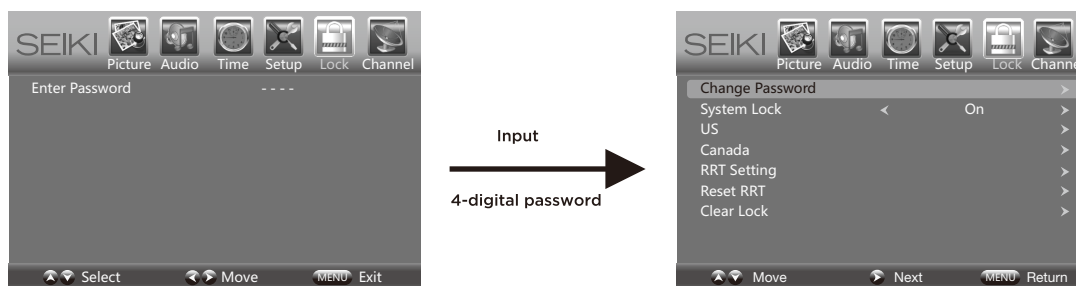 SEIKI
Picture Audio Time Setup Lock Channel
Enter Password - - - -
Select Move MENU Exit
Input
4-digital password
SEIKI
Picture Audio Time Setup Lock Channe
Change Password
System Lock On
US
Canada
RRT Setting
Reset RRT
Clear Lock
Move Next MENU Return